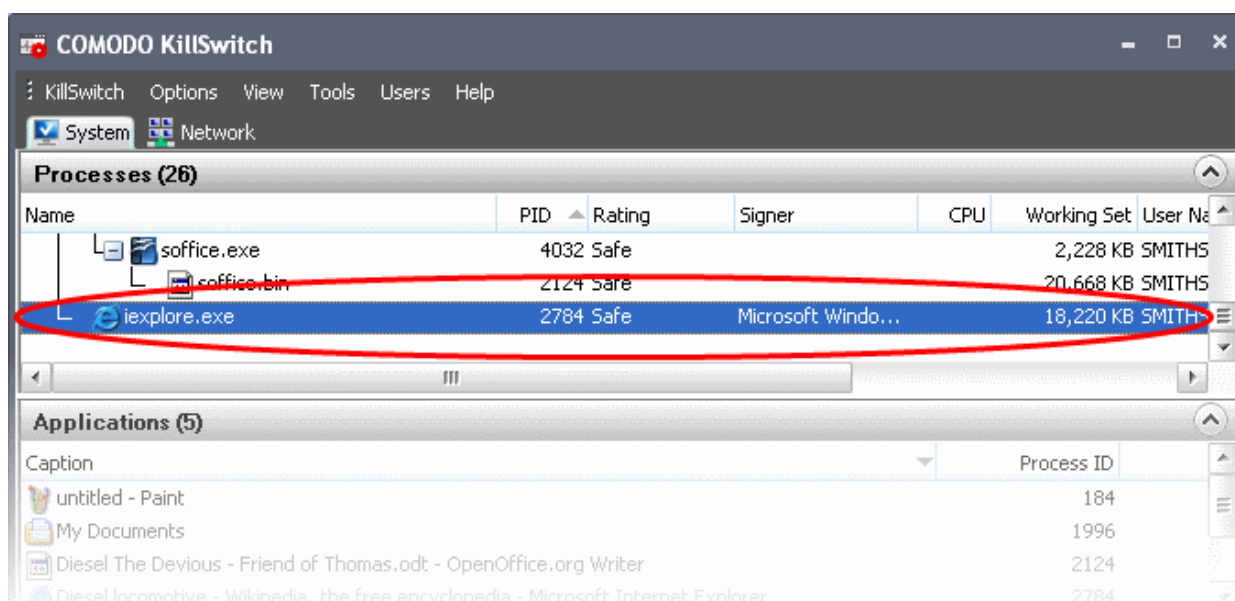 COMODO KillSwitch
KillSwitch Options View Tools Users Help
System Network
Processes (26)
Name PID Rating Signer CPU Working Set User Na
soffice.exe 4032 Safe 2,228 KB SMITHS
soffice.bin 2124 Safe 20,668 KB SMITHS
iexplore.exe 2784 Safe Microsoft Windo... 18,220 KB SMITHS
Applications (5)
Caption Process ID
untitled - Paint 184
My Documents 1996
Diesel The Devious - Friend of Thomas.odt - OpenOffice.org Writer 2124
Diesel locomotive - Wikipedia, the free encyclopedia - Microsoft Internet Explorer 2784